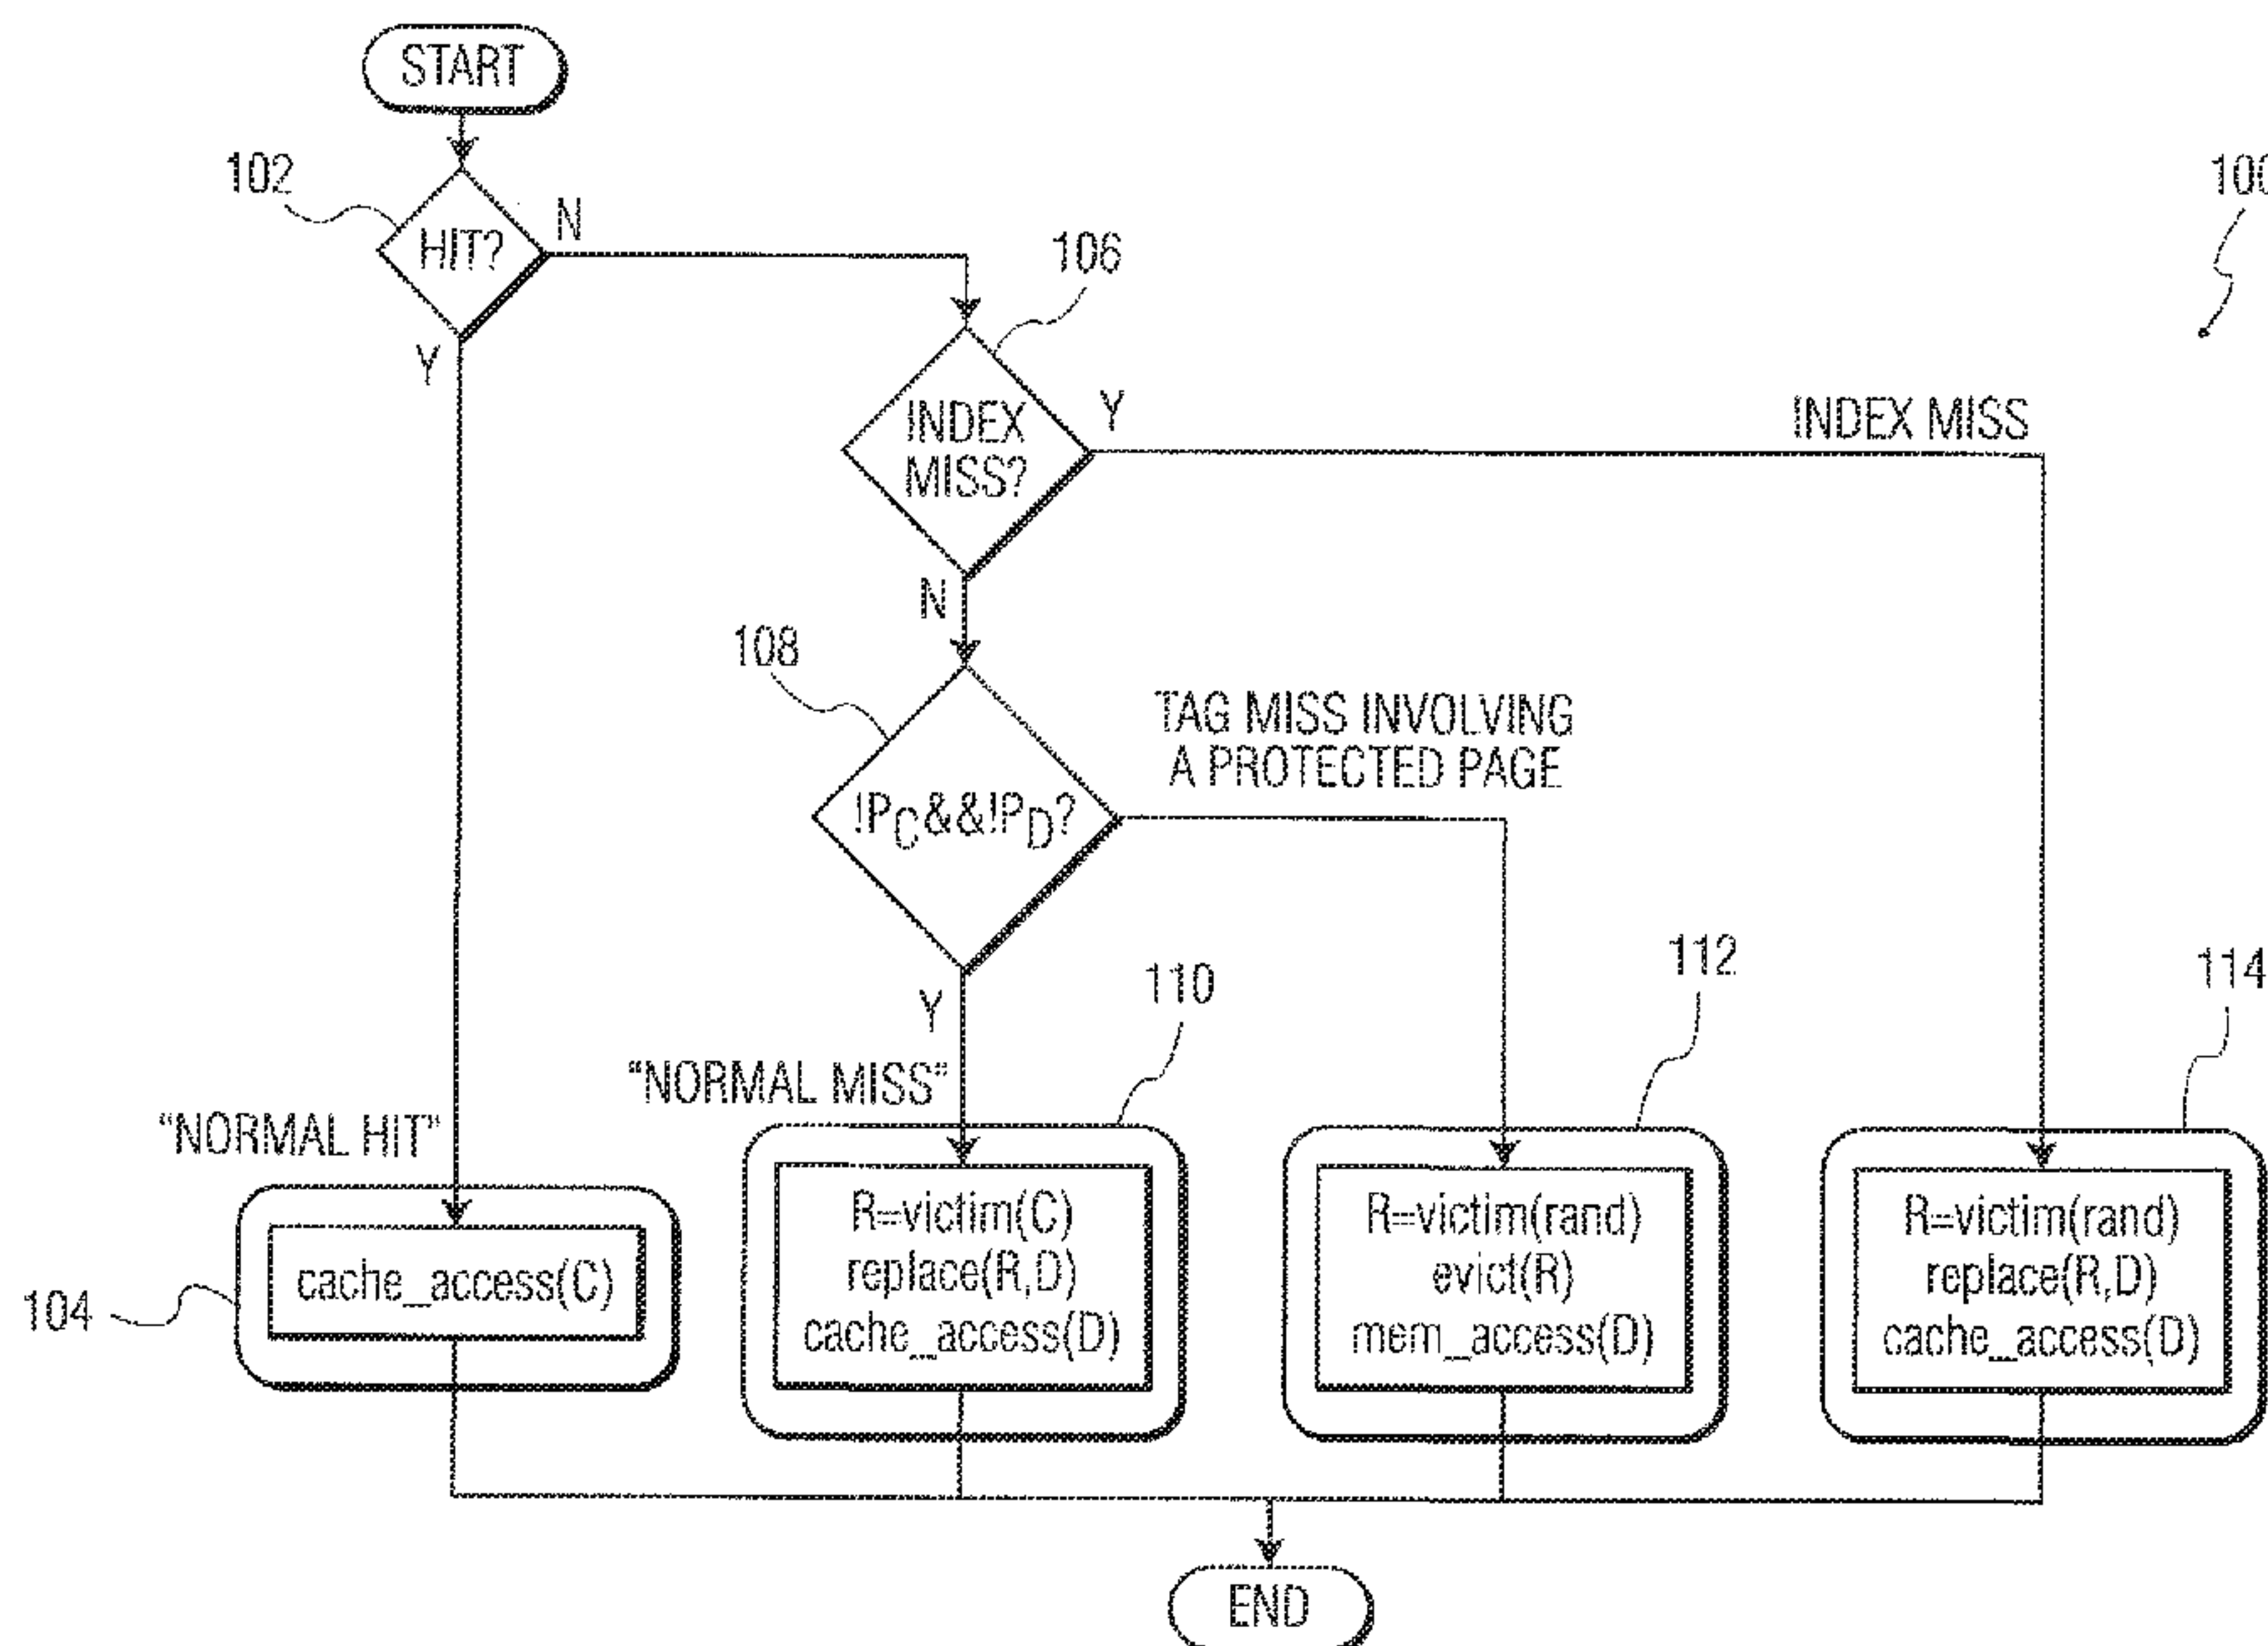 START
102
HIT?
N
Y
100
106
INDEX
MISS?
Y
INDEX MISS
N
108
!PC&&!PD?
TAG MISS INVOLVING
A PROTECTED PAGE
Y
110
112
114
"NORMAL MISS"
"NORMAL HIT"
104
cache_access(C)
R=victim(C)
replace(R,D)
cache_access(D)
R=victim(rand)
evict(R)
mem_access(D)
R=victim(rand)
replace(R,D)
cache_access(D)
END